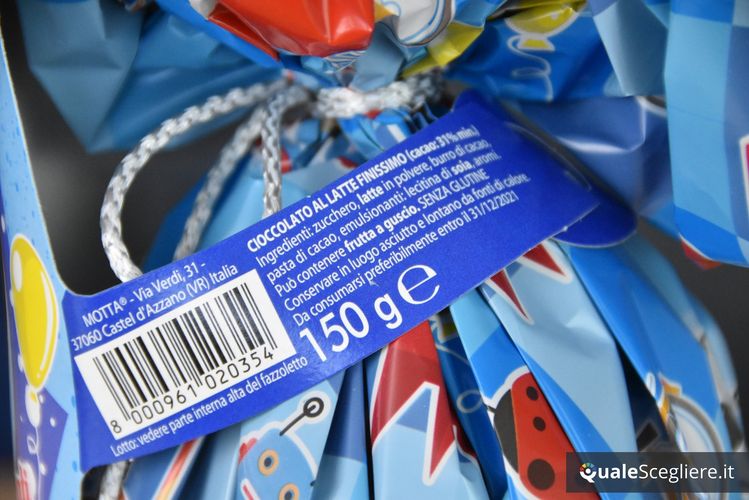 CIOCCOLATO AL LATTE FINISSIMO (cacao: 31% min.)
Ingredienti: zucchero, latte in polvere, burro di cacao,
pasta di cacao, emulsionanti: lecitina di soia, aromi.
Può contenere frutta a guscio. SENZA GLUTINE
Conservare in luogo asciutto e lontano da fonti di calore.
Da consumarsi preferibilmente entro il 31/12/2021
150 g ℮
MOTTA® - Via Verdi, 31 -
37060 Castel d'Azzano (VR) Italia
8 000961 020354
Lotto: vedere parte interna alta del fazzoletto
QualeScegliere.it